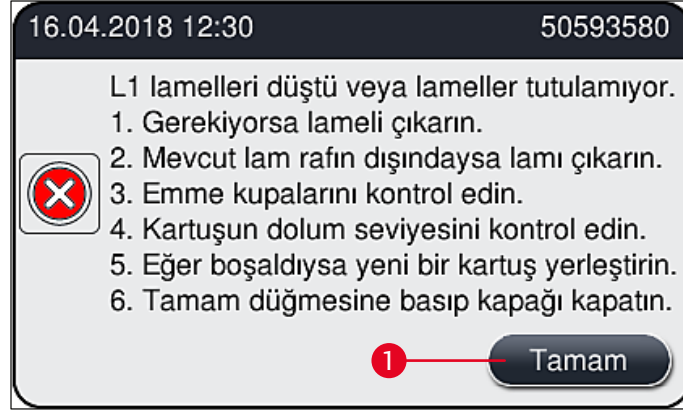 16.04.2018 12:30 50593580
L1 lamelleri düştü veya lameller tutulamıyor.
1. Gerekiyorsa lameli çıkarın.
2. Mevcut lam rafın dışındaysa lamı çıkarın.
3. Emme kupalarını kontrol edin.
4. Kartuşun dolum seviyesini kontrol edin.
5. Eğer boşaldıysa yeni bir kartuş yerleştirin.
6. Tamam düğmesine basıp kapağı kapatın.
1 Tamam